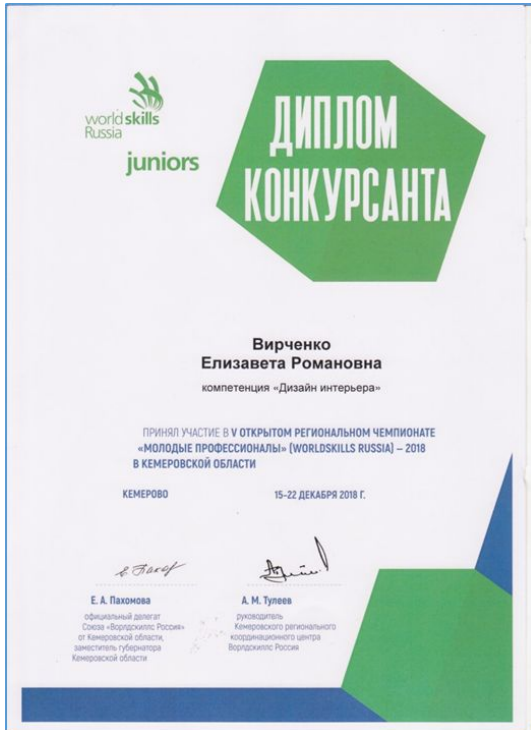 world skills
Russia
juniors
ДИПЛОМ
КОНКУРСАНТА
Вирченко
Елизавета Романовна
компетенция «Дизайн интерьера»
ПРИНЯЛ УЧАСТИЕ В V ОТКРЫТОМ РЕГИОНАЛЬНОМ ЧЕМПИОНАТЕ
«МОЛОДЫЕ ПРОФЕССИОНАЛЫ» (WORLDSKILLS RUSSIA) – 2018
В КЕМЕРОВСКОЙ ОБЛАСТИ
КЕМЕРОВО 15-22 ДЕКАБРЯ 2018 Г.
Е. А. Пахомова
официальный делегат
Союза «Ворлдскиллс Россия»
от Кемеровской области,
заместитель губернатора
Кемеровской области
А. М. Тулеев
руководитель
Кемеровского регионального
координационного центра
Ворлдскиллс Россия